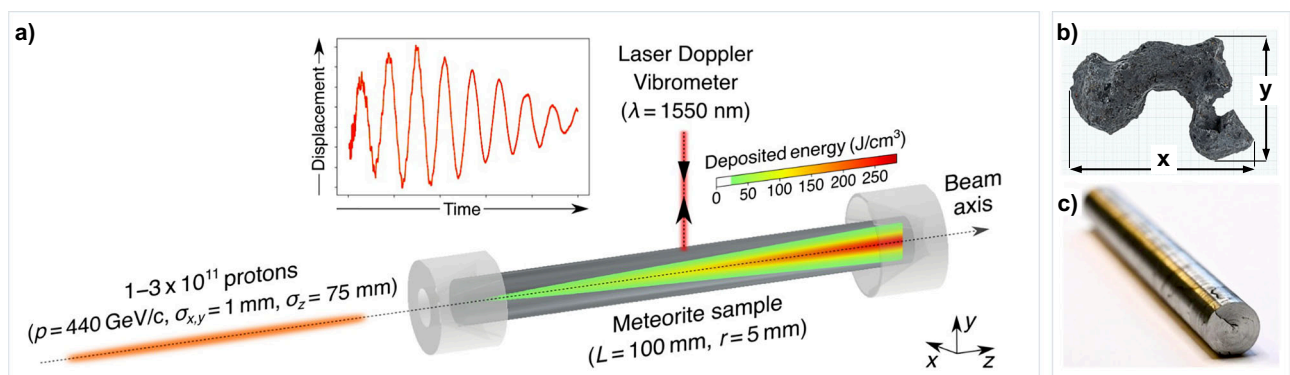 a)
Displacement
Time
Laser Doppler
Vibrometer
(λ = 1550 nm)
Deposited energy (J/cm³)
0 50 100 150 200 250
Beam
axis
1–3 x 10¹¹ protons
(p = 440 GeV/c, σx,y = 1 mm, σz = 75 mm)
Meteorite sample
(L = 100 mm, r = 5 mm)
y
x z
b)
y
x
c)